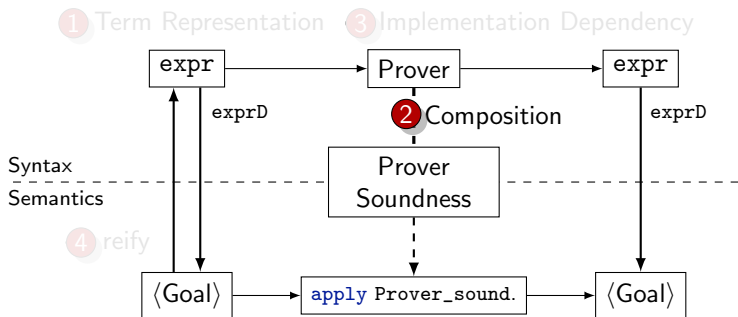 1 Term Representation 3 Implementation Dependency
expr Prover expr
exprD exprD
2 Composition
Syntax
Prover
Soundness
Semantics
4 reify
⟨Goal⟩ apply Prover_sound. ⟨Goal⟩